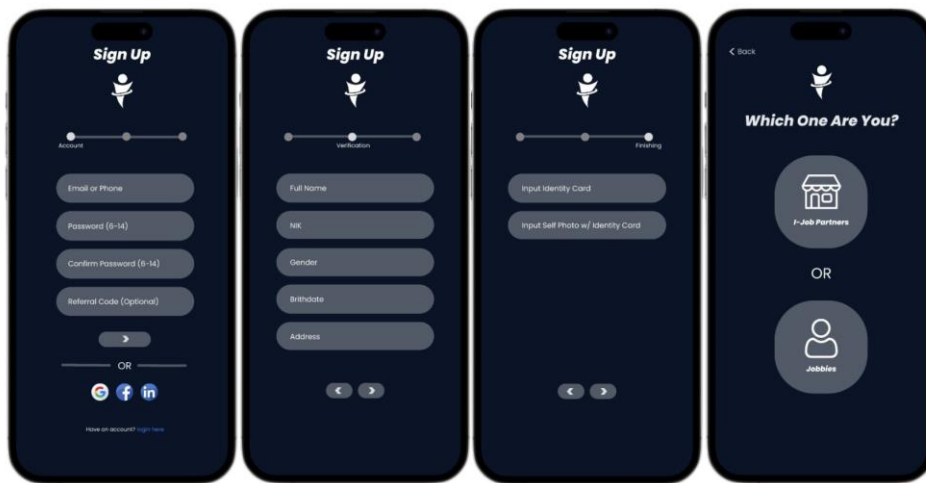 Sign Up
Account
Email or Phone
Password (6-14)
Confirm Password (6-14)
Referral Code (Optional)
>
OR
G f in
Have an account? login here
Sign Up
Verification
Full Name
NIK
Gender
Brithdate
Address
< >
Sign Up
Finishing
Input Identity Card
Input Self Photo w/ Identity Card
< >
< Back
Which One Are You?
I-Job Partners
OR
Jobbies